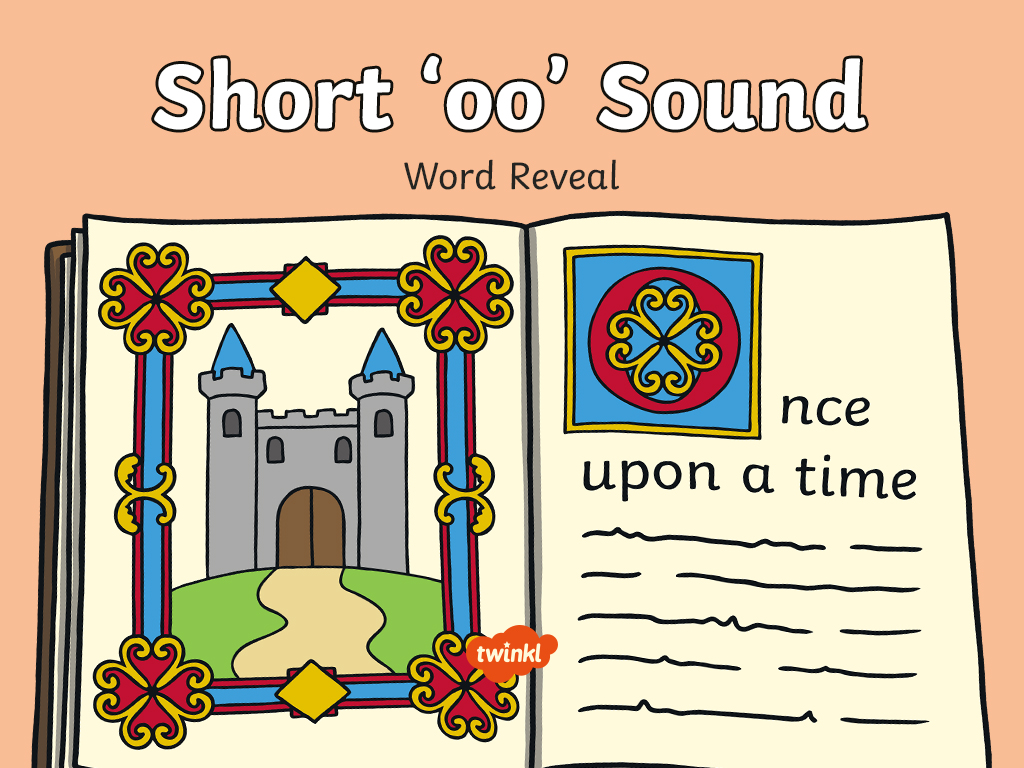 Short ‘oo’ Sound
Word Reveal
nce
upon a time
twinkl